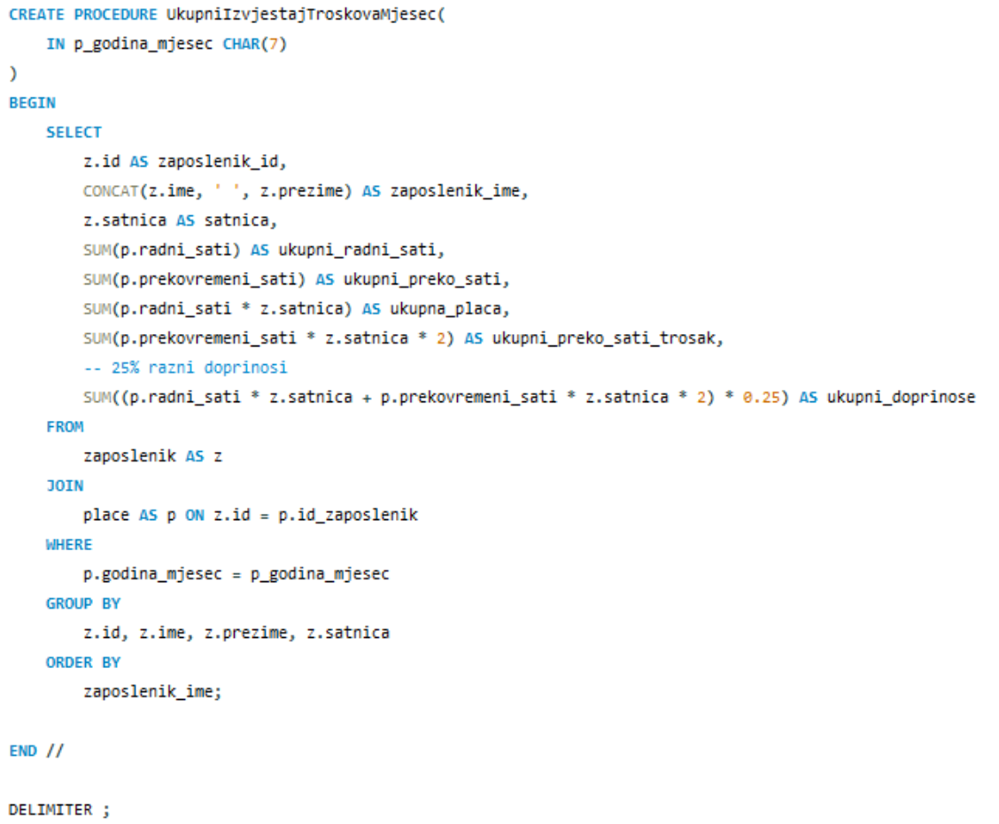 CREATE PROCEDURE UkupniIzvjestajTroskovaMjesec(
    IN p_godina_mjesec CHAR(7)
)
BEGIN
    SELECT
        z.id AS zaposlenik_id,
        CONCAT(z.ime, ' ', z.prezime) AS zaposlenik_ime,
        z.satnica AS satnica,
        SUM(p.radni_sati) AS ukupni_radni_sati,
        SUM(p.prekovremeni_sati) AS ukupni_preko_sati,
        SUM(p.radni_sati * z.satnica) AS ukupna_placa,
        SUM(p.prekovremeni_sati * z.satnica * 2) AS ukupni_preko_sati_trosak,
        -- 25% razni doprinosi
        SUM((p.radni_sati * z.satnica + p.prekovremeni_sati * z.satnica * 2) * 0.25) AS ukupni_doprinose
    FROM
        zaposlenik AS z
    JOIN
        place AS p ON z.id = p.id_zaposlenik
    WHERE
        p.godina_mjesec = p_godina_mjesec
    GROUP BY
        z.id, z.ime, z.prezime, z.satnica
    ORDER BY
        zaposlenik_ime;
END //
DELIMITER ;